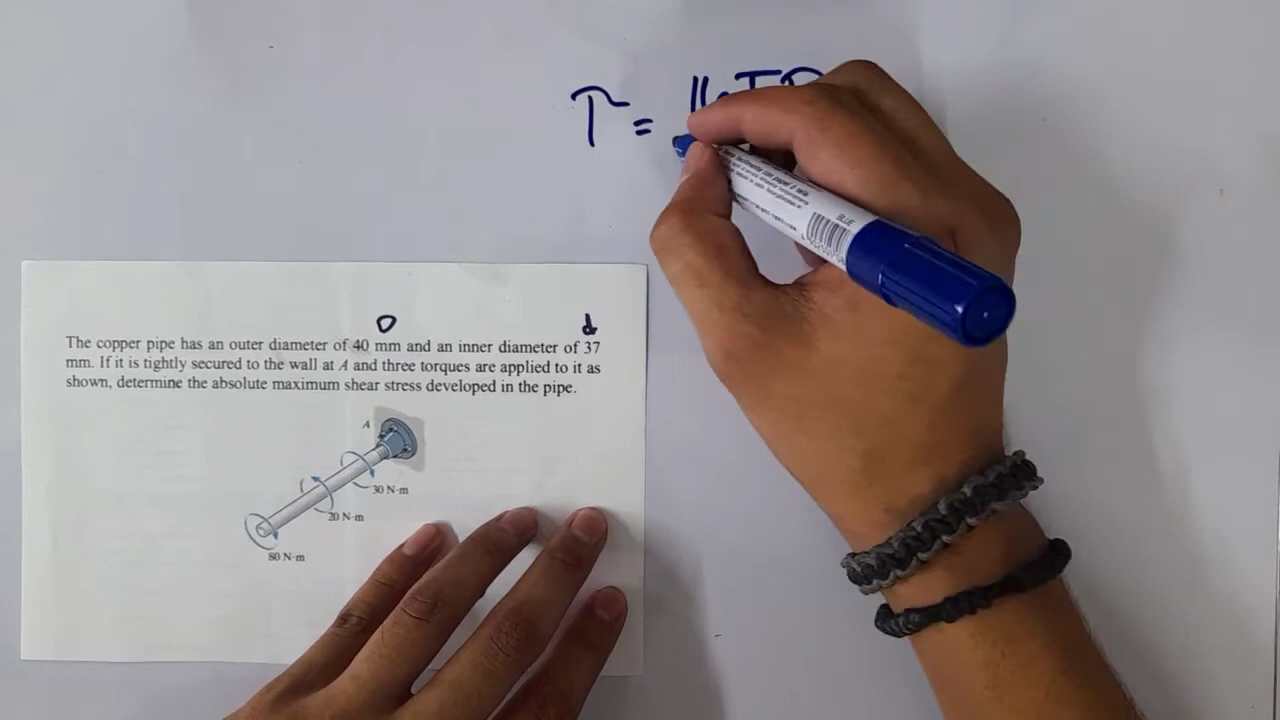 τ = 16TD
BLUE
D d
The copper pipe has an outer diameter of 40 mm and an inner diameter of 37
mm. If it is tightly secured to the wall at A and three torques are applied to it as
shown, determine the absolute maximum shear stress developed in the pipe.
A
30 N·m
20 N·m
80 N·m